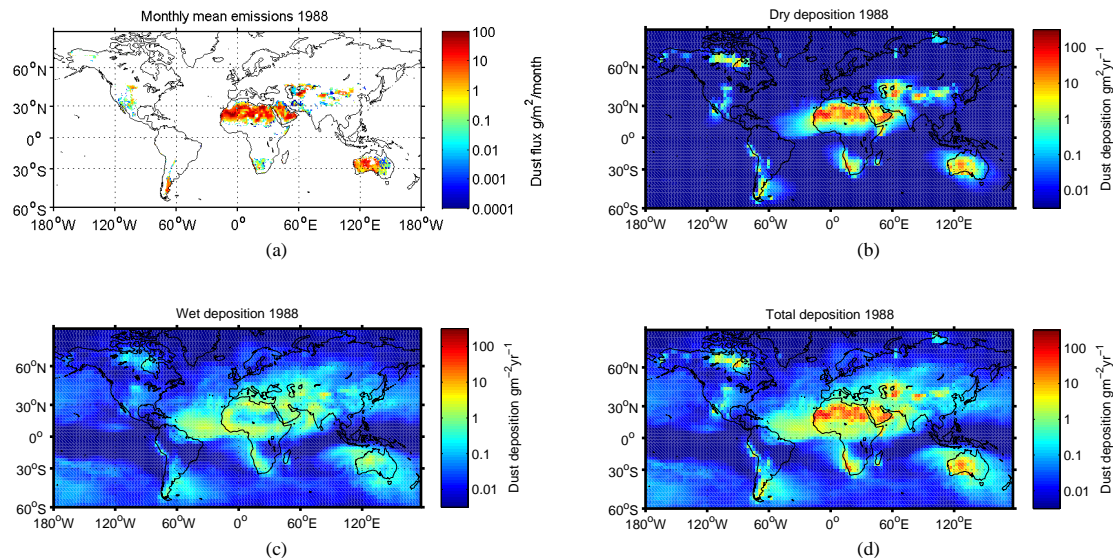 Monthly mean emissions 1988
60°N
30°N
0°
30°S
60°S
180°W 120°W 60°W 0° 60°E 120°E 180°W
100
10
1
0.1
0.01
0.001
0.0001
Dust flux g/m²/month
(a)
Dry deposition 1988
60°N
30°N
0°
30°S
60°S
180°W 120°W 60°W 0° 60°E 120°E
100
10
1
0.1
0.01
Dust deposition gm⁻²yr⁻¹
(b)
Wet deposition 1988
60°N
30°N
0°
30°S
60°S
180°W 120°W 60°W 0° 60°E 120°E
100
10
1
0.1
0.01
Dust deposition gm⁻²yr⁻¹
(c)
Total deposition 1988
60°N
30°N
0°
30°S
60°S
180°W 120°W 60°W 0° 60°E 120°E
100
10
1
0.1
0.01
Dust deposition gm⁻²yr⁻¹
(d)